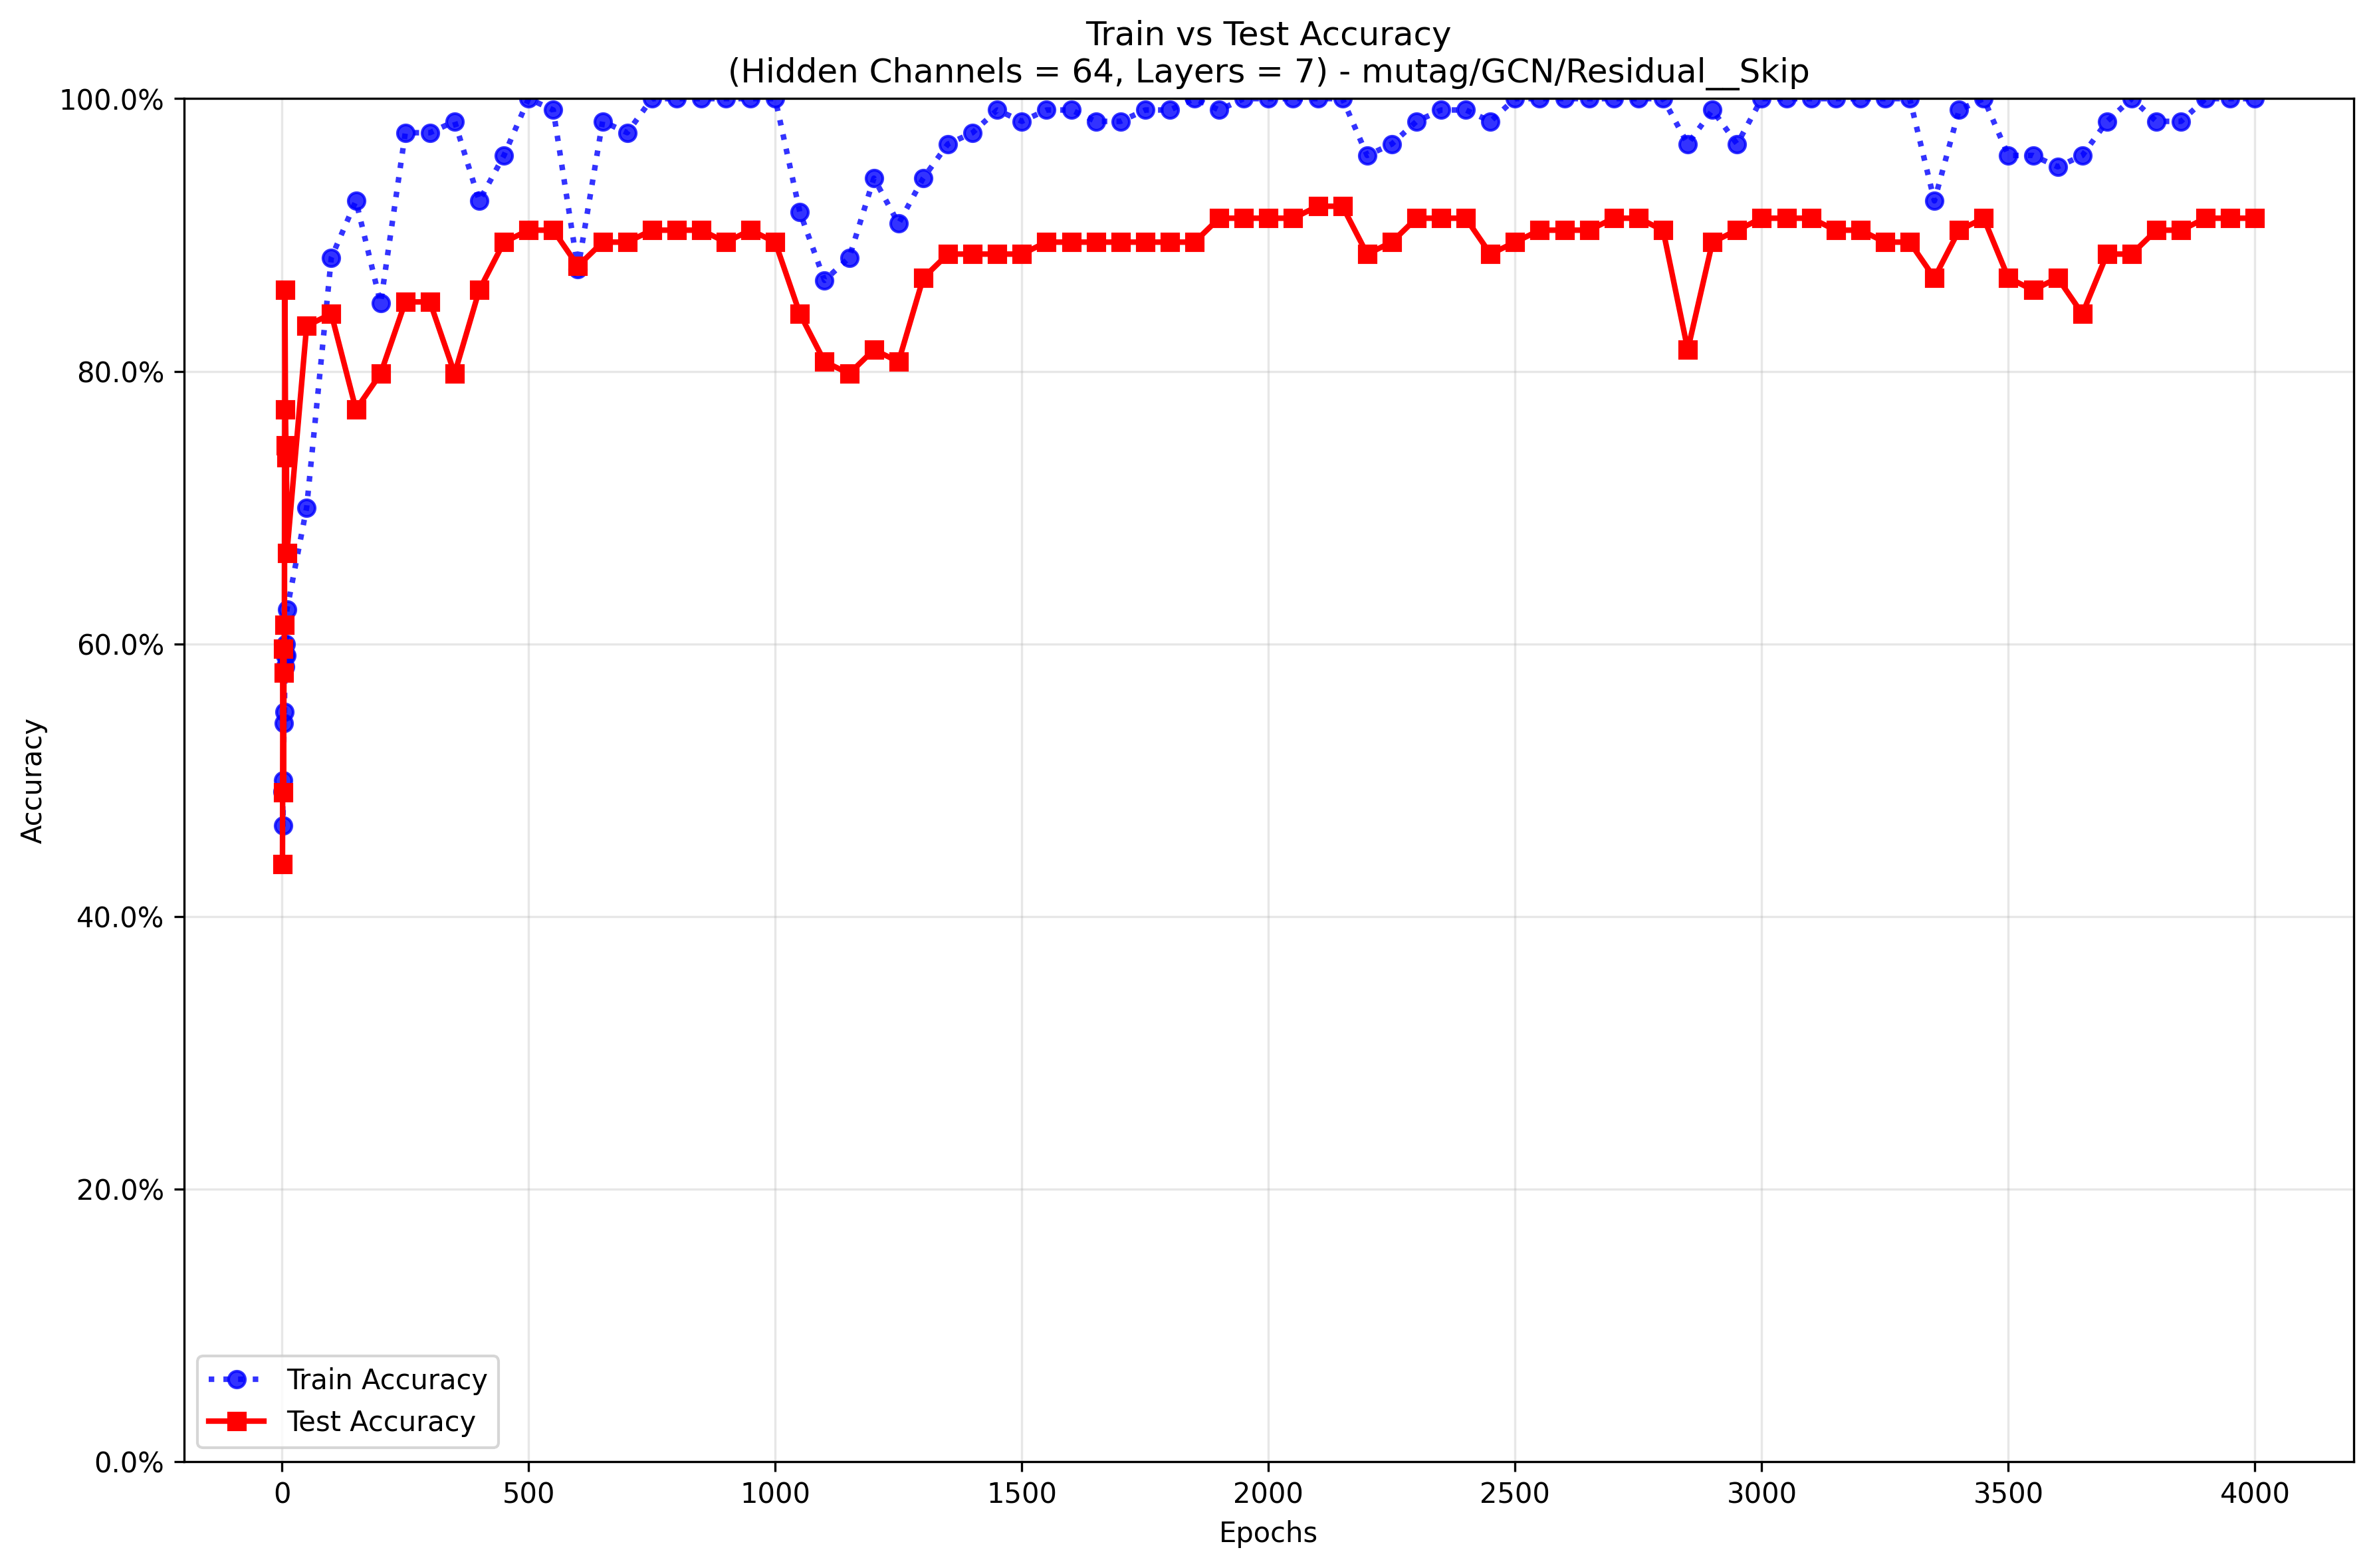 Train vs Test Accuracy
(Hidden Channels = 64, Layers = 7) - mutag/GCN/Residual__Skip
100.0%
80.0%
60.0%
40.0%
20.0%
0.0%
Accuracy
Train Accuracy
Test Accuracy
0
500
1000
1500
2000
2500
3000
3500
4000
Epochs